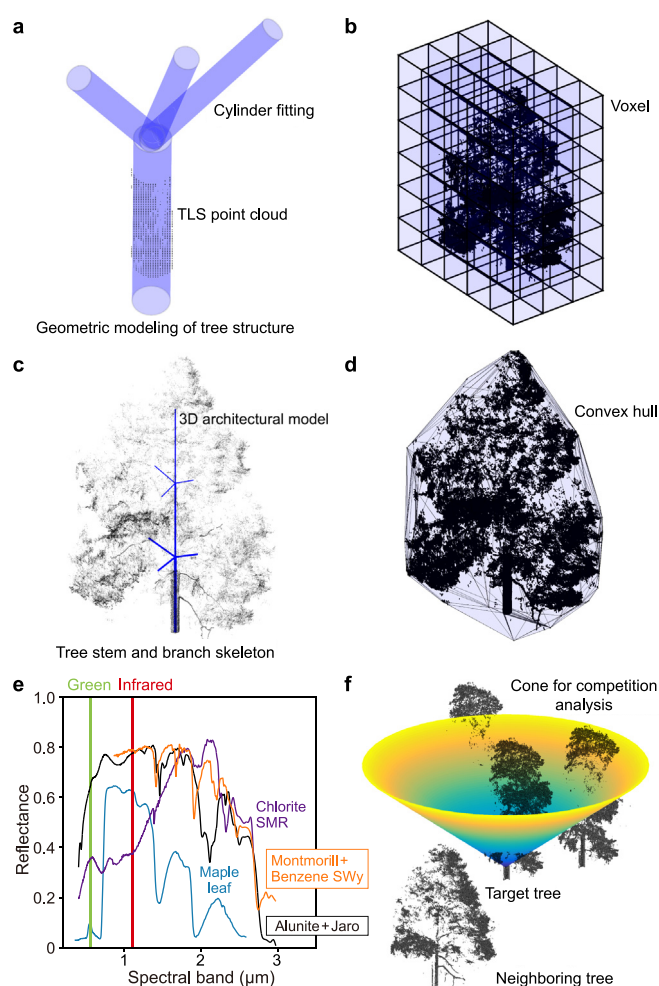 a
Cylinder fitting
TLS point cloud
Geometric modeling of tree structure
b
Voxel
c
3D architectural model
Tree stem and branch skeleton
d
Convex hull
e
Green
Infrared
1.0
0.8
0.6
0.4
0.2
0
Reflectance
Chlorite
SMR
Montmorill+
Benzene SWy
Maple
leaf
Alunite+Jaro
1
2
3
Spectral band (μm)
f
Cone for competition
analysis
Target tree
Neighboring tree